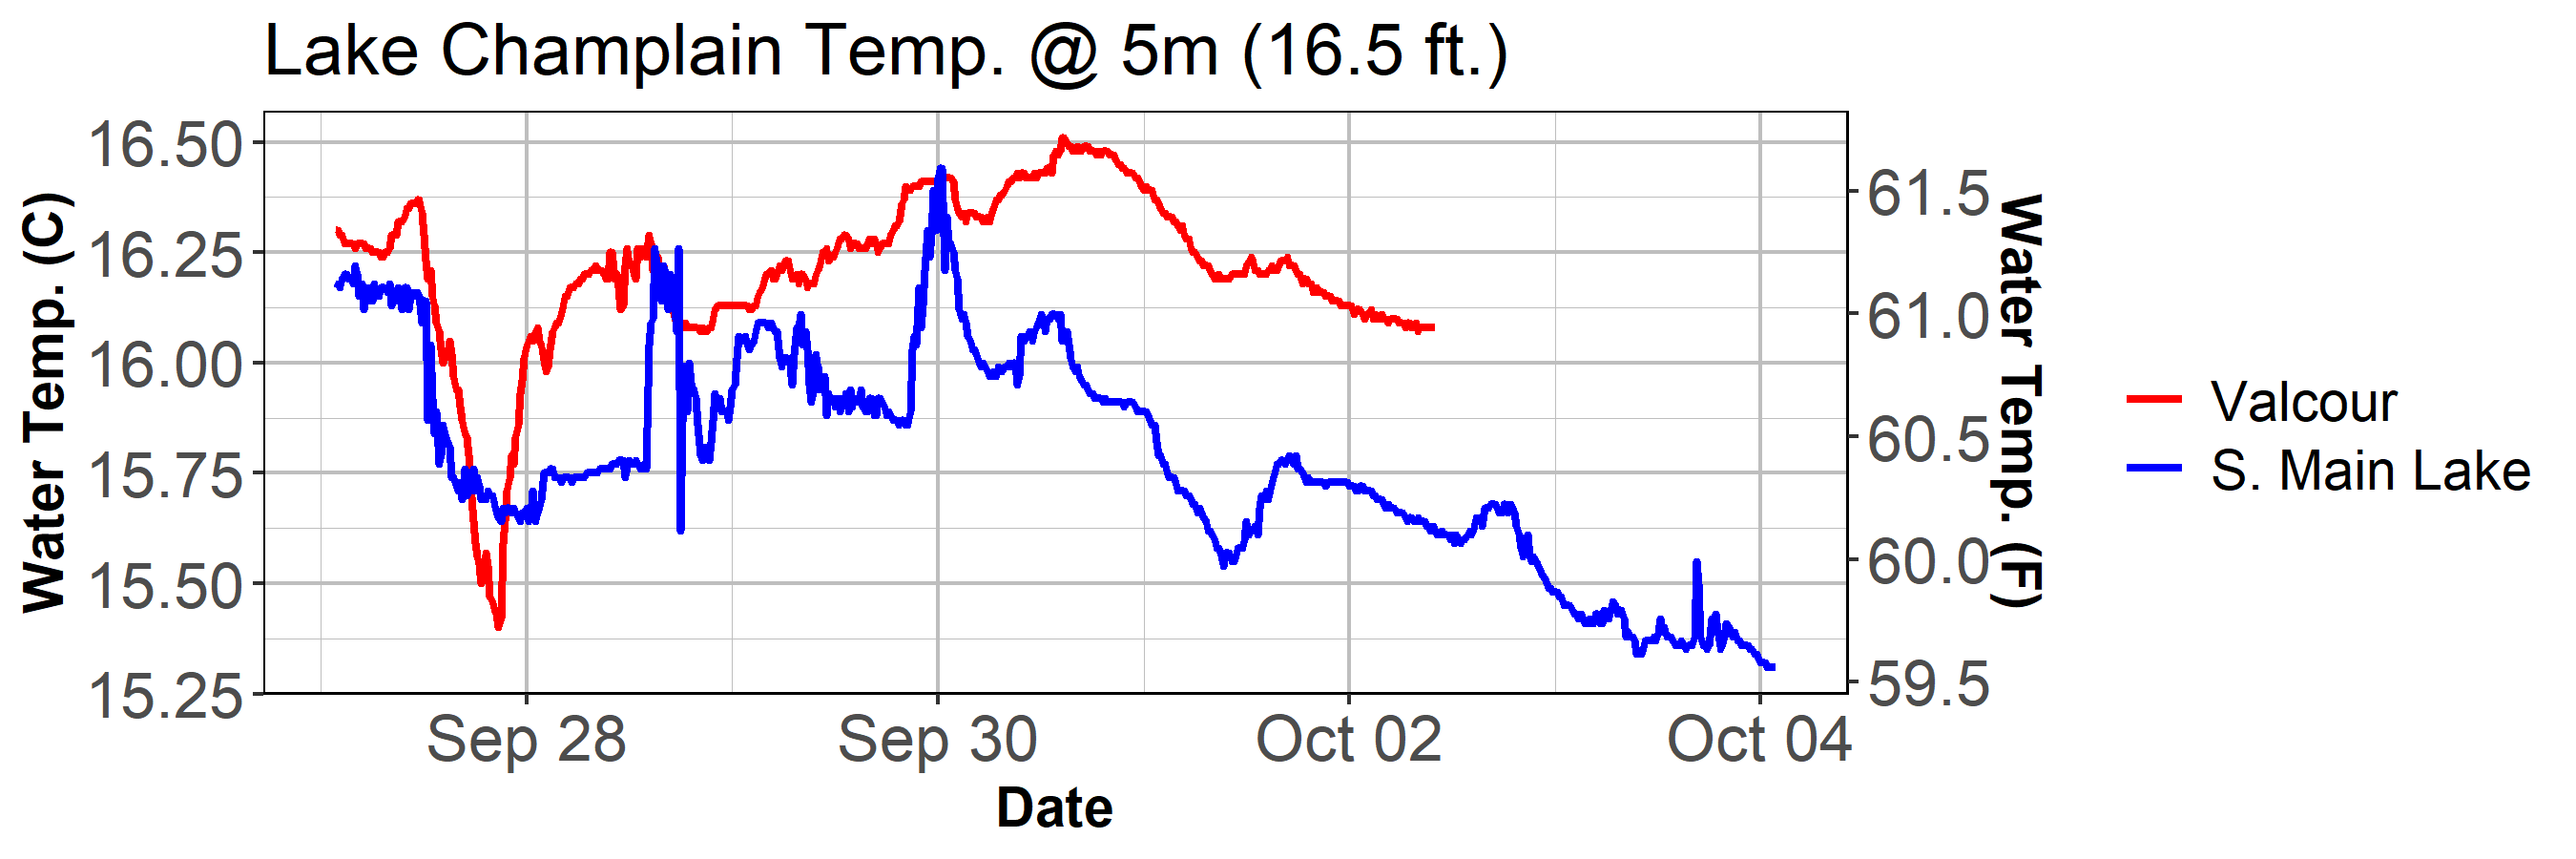 Lake Champlain Temp. @ 5m (16.5 ft.)
Water Temp. (C)
16.50
16.25
16.00
15.75
15.50
15.25
61.5
61.0
60.5
60.0
59.5
Water Temp. (F)
Sep 28
Sep 30
Oct 02
Oct 04
Date
Valcour
S. Main Lake